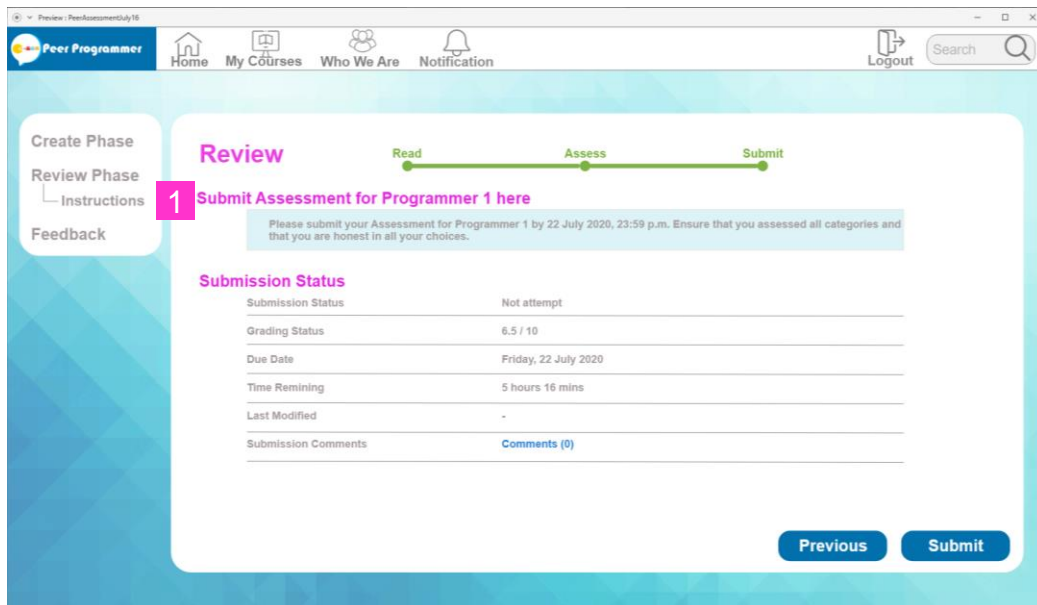 Preview : PeerAssessmentJuly16
Peer Programmer
Home My Courses Who We Are Notification Logout Search
Create Phase
Review Phase
Instructions
Feedback
Review
Read Assess Submit
1
Submit Assessment for Programmer 1 here
Please submit your Assessment for Programmer 1 by 22 July 2020, 23:59 p.m. Ensure that you assessed all categories and
that you are honest in all your choices.
Submission Status
Submission Status Not attempt
Grading Status 6.5 / 10
Due Date Friday, 22 July 2020
Time Remining 5 hours 16 mins
Last Modified -
Submission Comments Comments (0)
Previous Submit